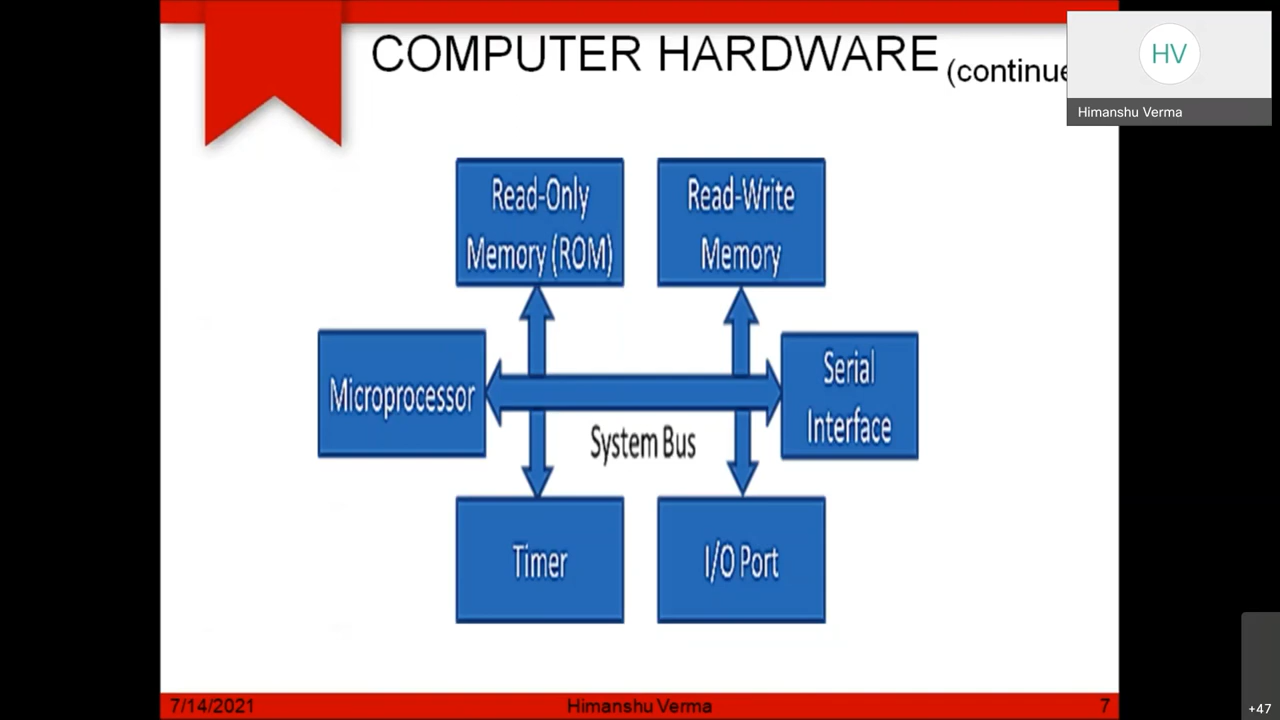 COMPUTER HARDWARE (continue
HV
Himanshu Verma
Read-Only
Memory (ROM)
Read-Write
Memory
Microprocessor
Serial
Interface
System Bus
Timer
I/O Port
7/14/2021
Himanshu Verma
7
+47